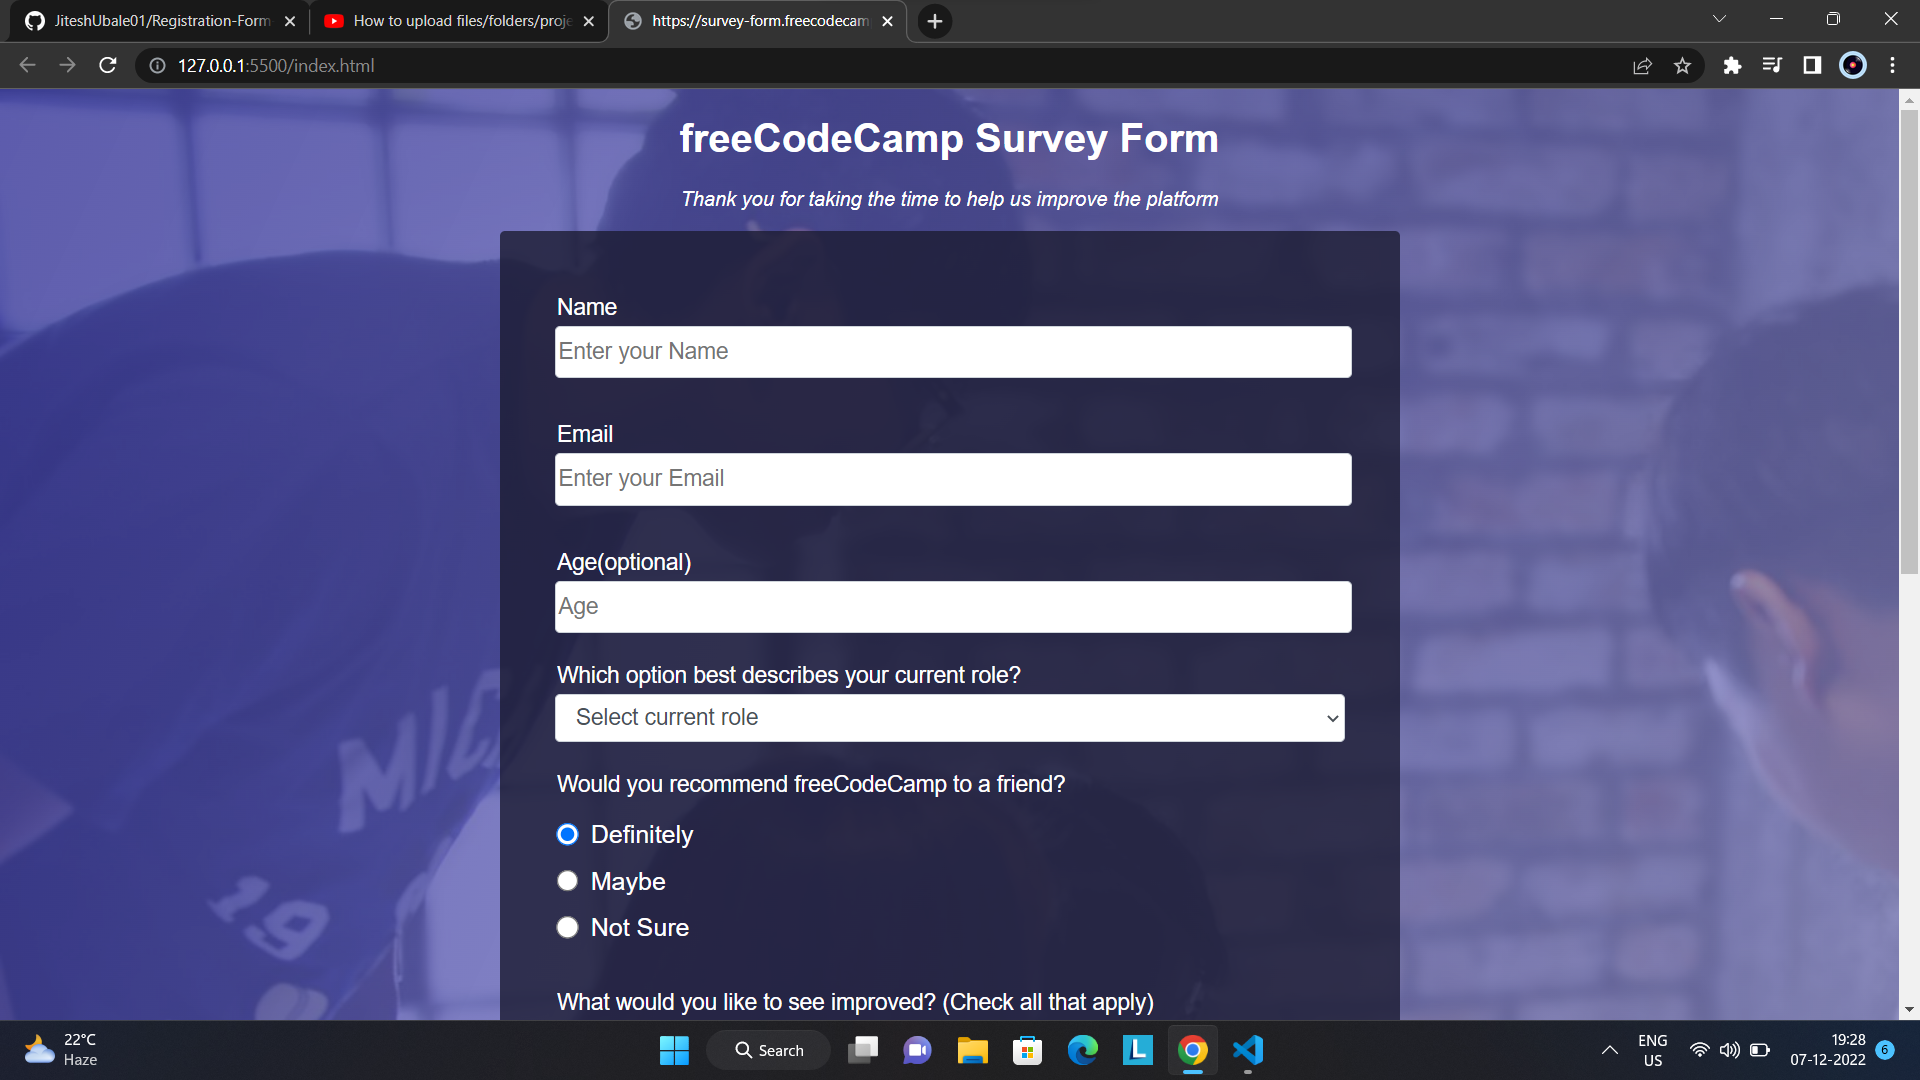 JiteshUbale01/Registration-Form
How to upload files/folders/proje
https://survey-form.freecodecam
127.0.0.1:5500/index.html
freeCodeCamp Survey Form
Thank you for taking the time to help us improve the platform
Name
Enter your Name
Email
Enter your Email
Age(optional)
Age
Which option best describes your current role?
Select current role
Would you recommend freeCodeCamp to a friend?
Definitely
Maybe
Not Sure
What would you like to see improved? (Check all that apply)
MIC
19
22°C
Haze
Search
L
ENG
US
19:28
07-12-2022
6